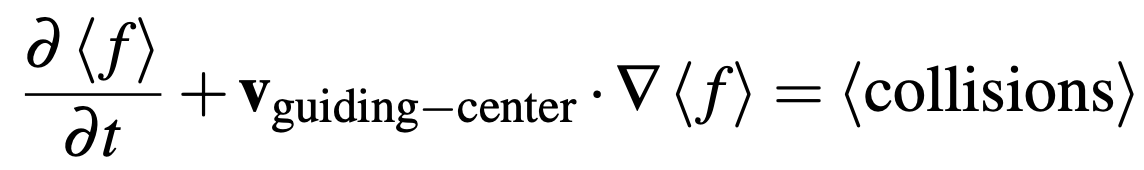 ∂⟨f⟩/∂t + v_guiding−center · ∇⟨f⟩ = ⟨collisions⟩